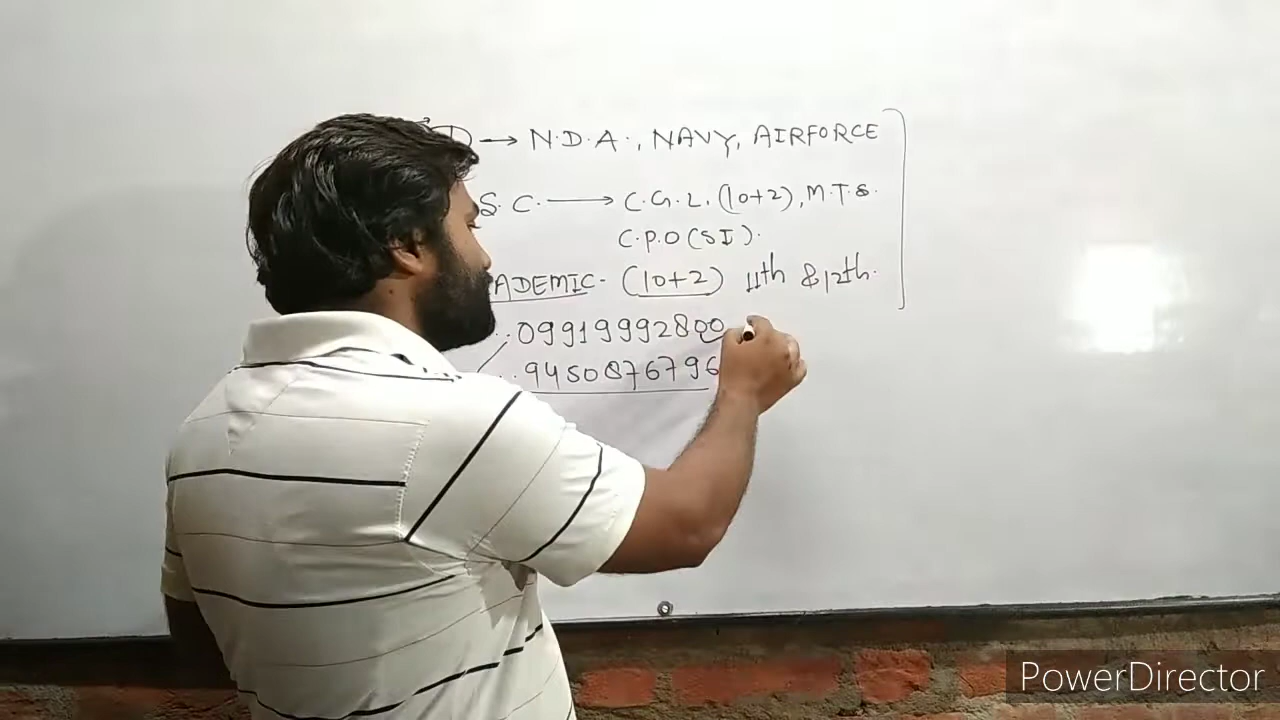 D → N.D.A., NAVY, AIRFORCE
S.C. → C.G.L. (10+2), M.T.S.
C.P.O (SI).
ADEMIC - (10+2) 11th & 12th.
09919992800
9450876796
PowerDirector